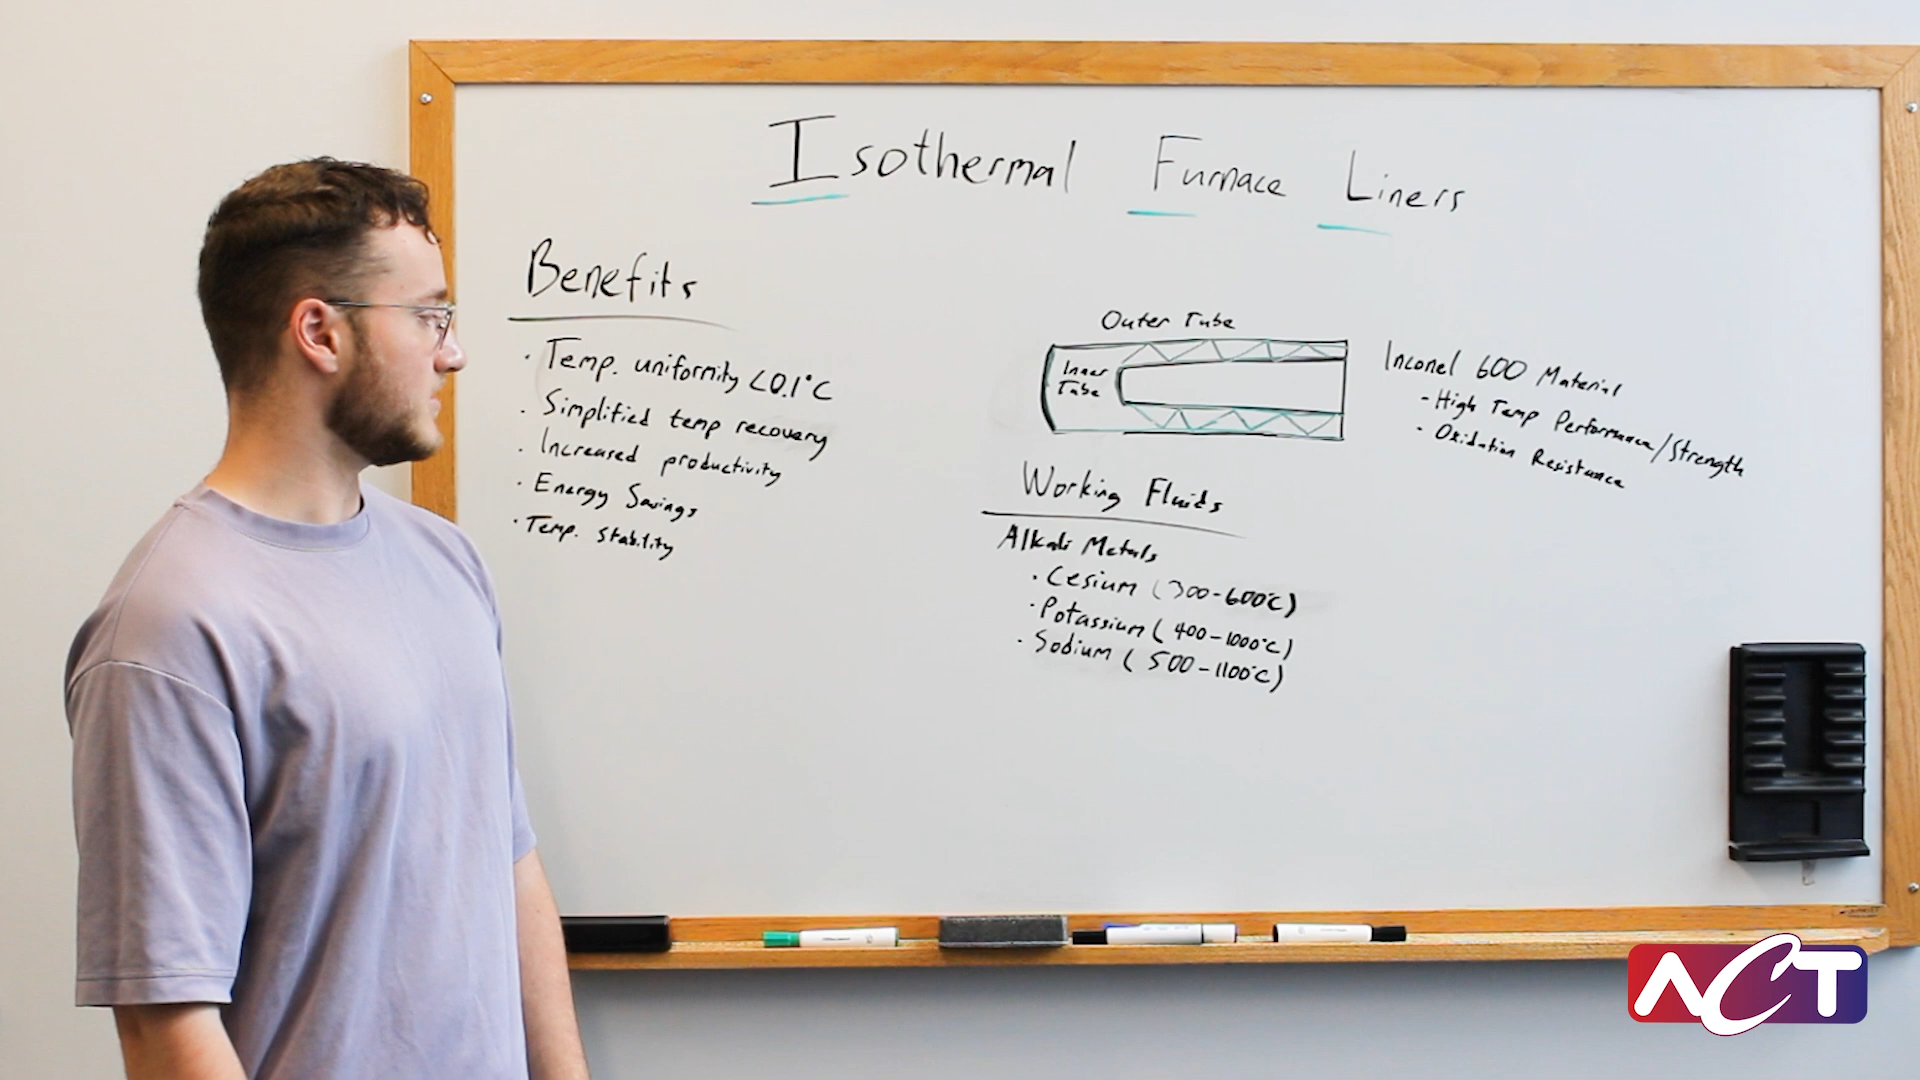 Isothermal Furnace Liners
Benefits
· Temp. uniformity <0.1°C
· Simplified temp recovery
· Increased productivity
· Energy Savings
· Temp. Stability
Outer Tube
Inner
Tube
Inconel 600 Material
- High Temp Performance/Strength
- Oxidation Resistance
Working Fluids
Alkali Metals
· Cesium (300-600°C)
· Potassium (400-1000°C)
· Sodium (500-1100°C)
ACT